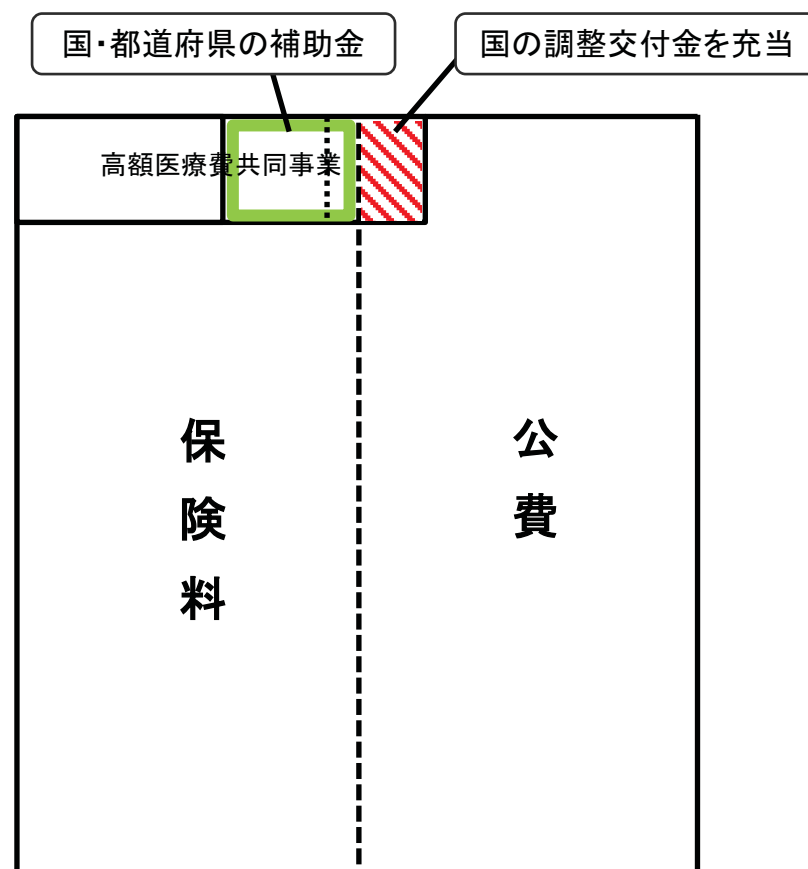 国・都道府県の補助金
国の調整交付金を充当
高額医療費共同事業
保険料
公費